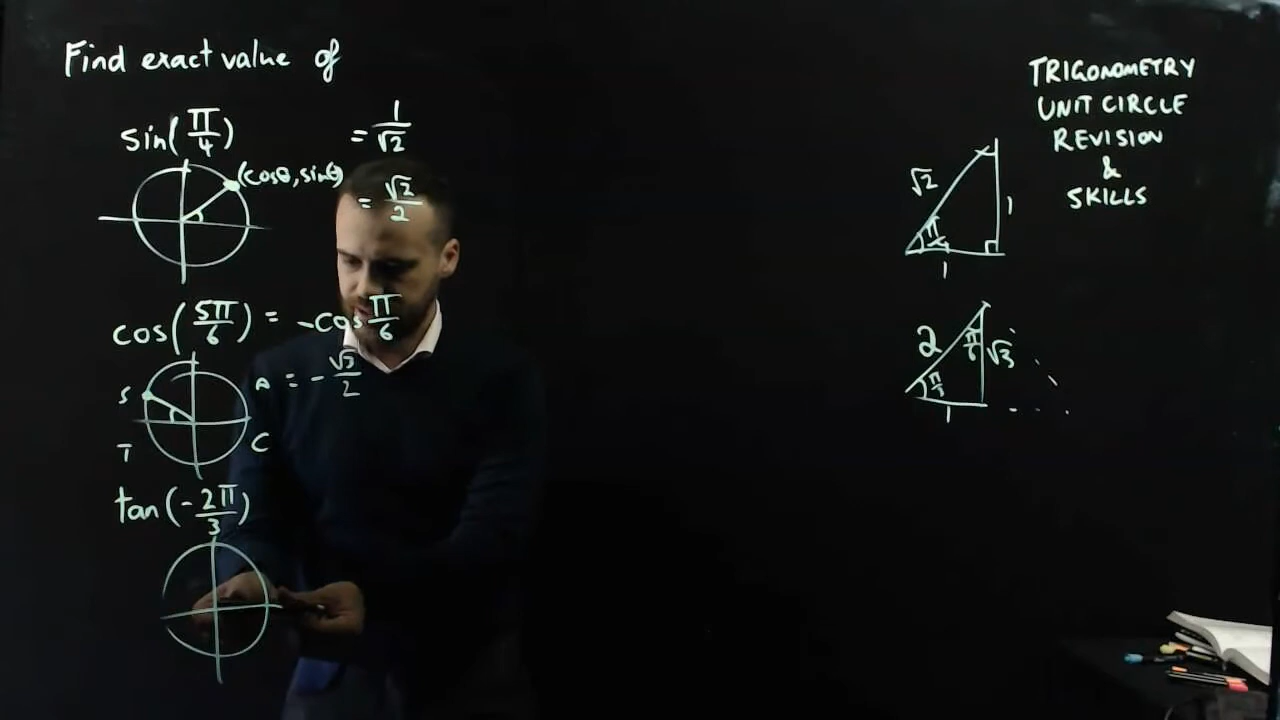 Find exact value of
sin(π/4) = 1/√2
(cosθ, sinθ)
= √2/2
cos(5π/6) = -cos π/6
S A = -√3/2
T C
tan(-2π/3)
TRIGONOMETRY
UNIT CIRCLE
REVISION
&
SKILLS
√2
1
π/4
1
2
π/6
√3
π/3
1